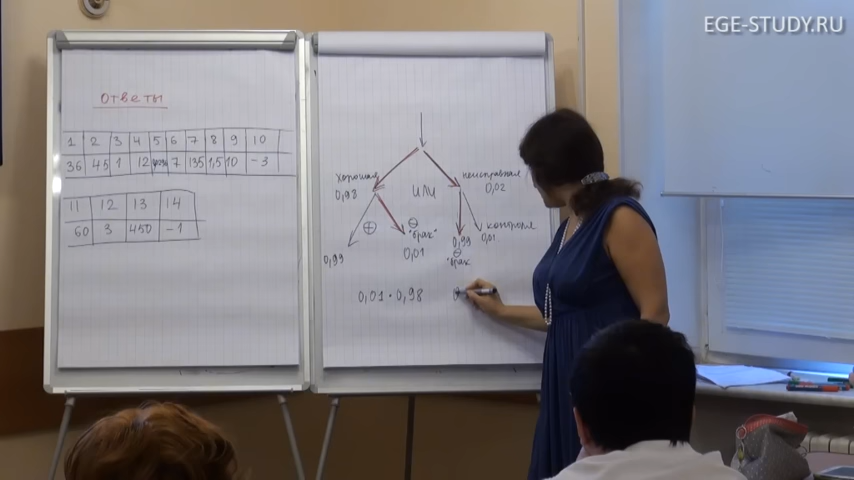 EGE-STUDY.RU
ответы
1 2 3 4 5 6 7 8 9 10
36 45 1 12 7 135 1,5 10 -3
11 12 13 14
60 3 450 -1
хорошая
0,98
или
неисправная
0,02
+
-
"брак"
0,01
0,99
0,99
-
"брак"
контроля
0,01
0,01 · 0,98 0